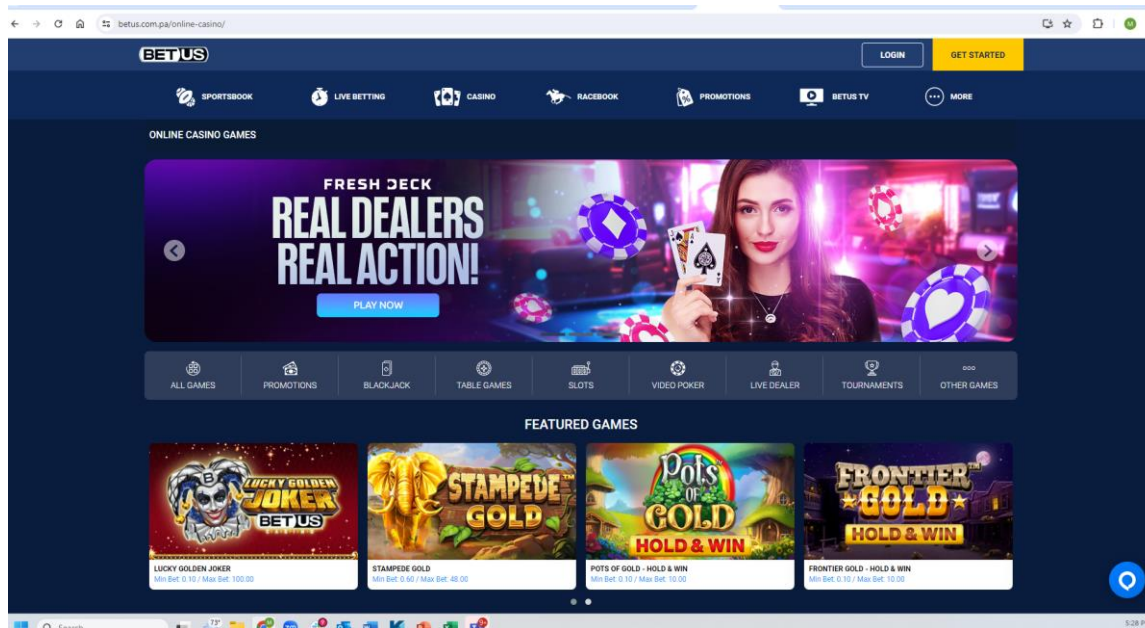 betus.com.pa/online-casino/
M
BETUS
LOGIN
GET STARTED
SPORTSBOOK
LIVE BETTING
CASINO
RACEBOOK
PROMOTIONS
BETUS TV
MORE
ONLINE CASINO GAMES
FRESH DECK
REAL DEALERS
REAL ACTION!
PLAY NOW
ALL GAMES
PROMOTIONS
BLACKJACK
TABLE GAMES
SLOTS
VIDEO POKER
LIVE DEALER
TOURNAMENTS
OTHER GAMES
FEATURED GAMES
LUCKY GOLDEN
JOKER
BETUS
STAMPEDE
GOLD
Pots
OF
GOLD
HOLD & WIN
FRONTIER
GOLD
HOLD & WIN
LUCKY GOLDEN JOKER
Min Bet: 0.10 / Max Bet: 100.00
STAMPEDE GOLD
Min Bet: 0.60 / Max Bet: 48.00
POTS OF GOLD - HOLD & WIN
Min Bet: 0.10 / Max Bet: 10.00
FRONTIER GOLD - HOLD & WIN
Min Bet: 0.10 / Max Bet: 10.00
Search
73°
5:28 P